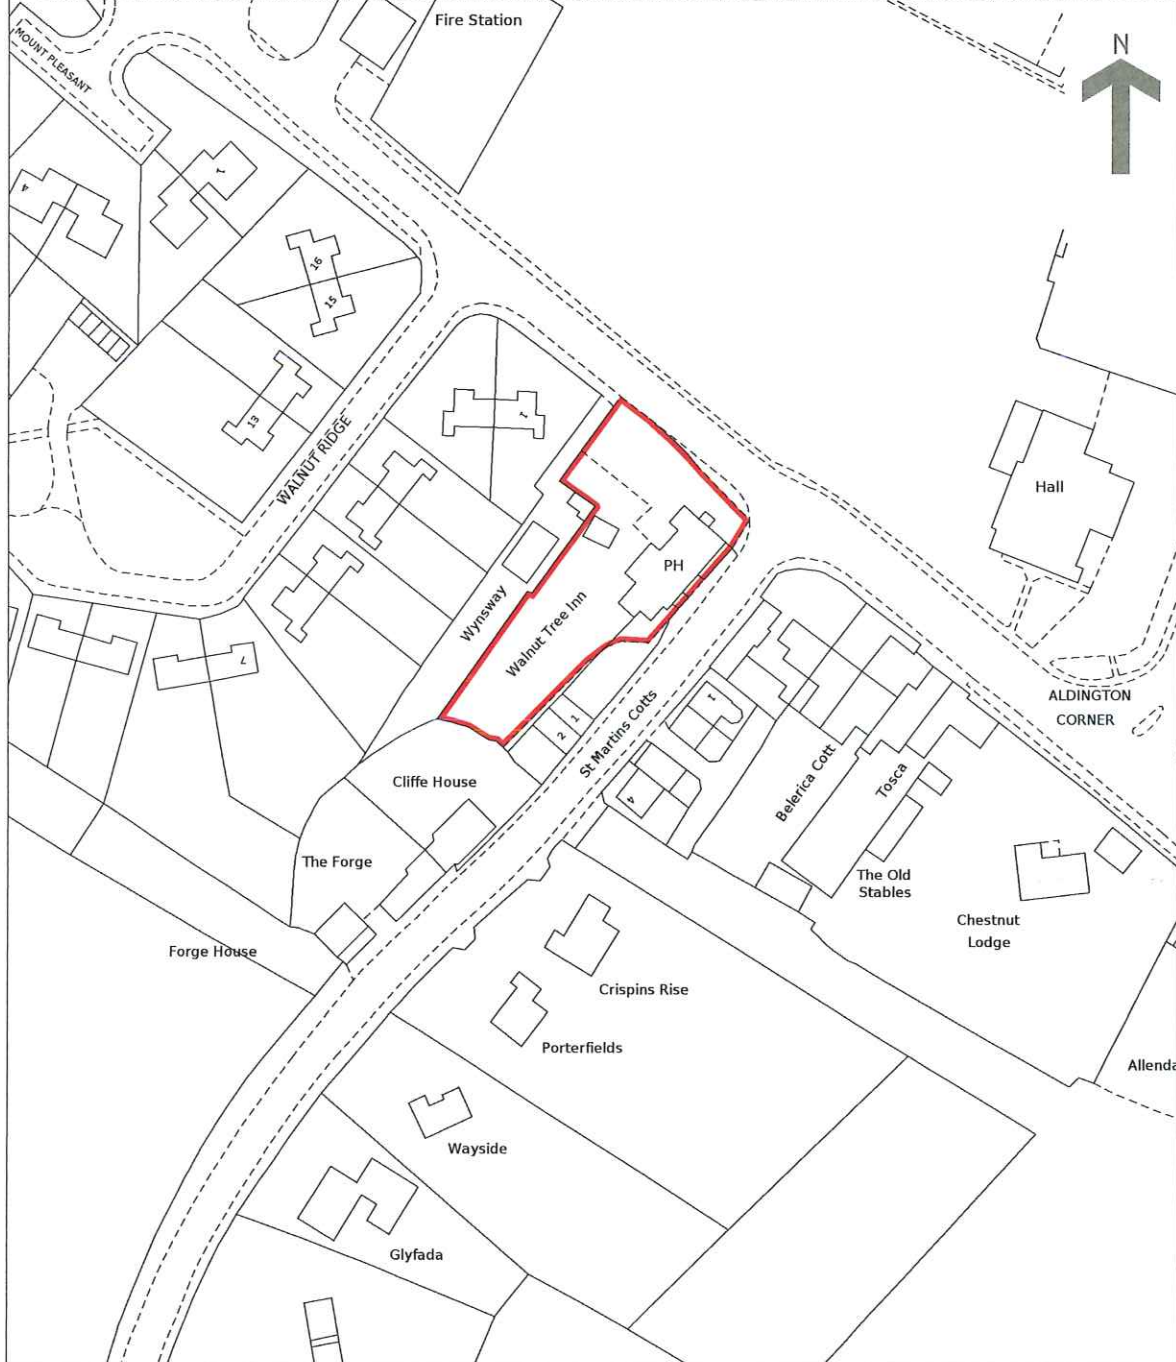 Fire Station
N
MOUNT PLEASANT
1
4
16
15
13
WALNUT RIDGE
1
Hall
PH
Wynsway
Walnut Tree Inn
7
1
2
St Martins Cotts
1
4
ALDINGTON
CORNER
Cliffe House
Belerica Cott
Tosca
The Forge
The Old
Stables
Chestnut
Lodge
Forge House
Crispins Rise
Porterfields
Allenda
Wayside
Glyfada